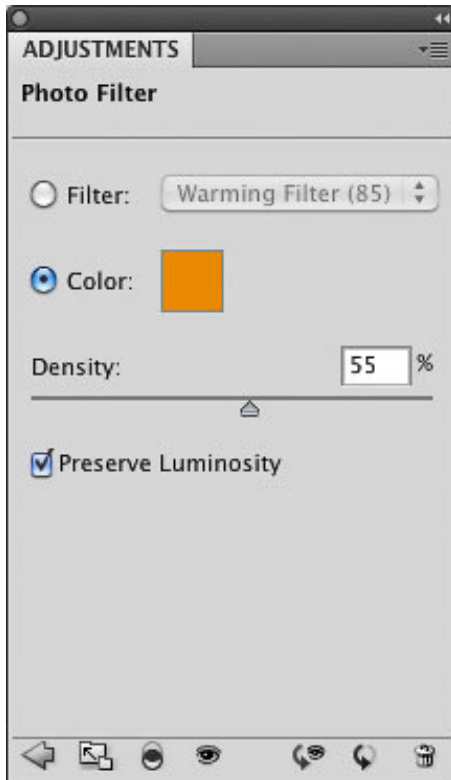 ADJUSTMENTS
Photo Filter
Filter: Warming Filter (85)
Color:
Density: 55 %
Preserve Luminosity